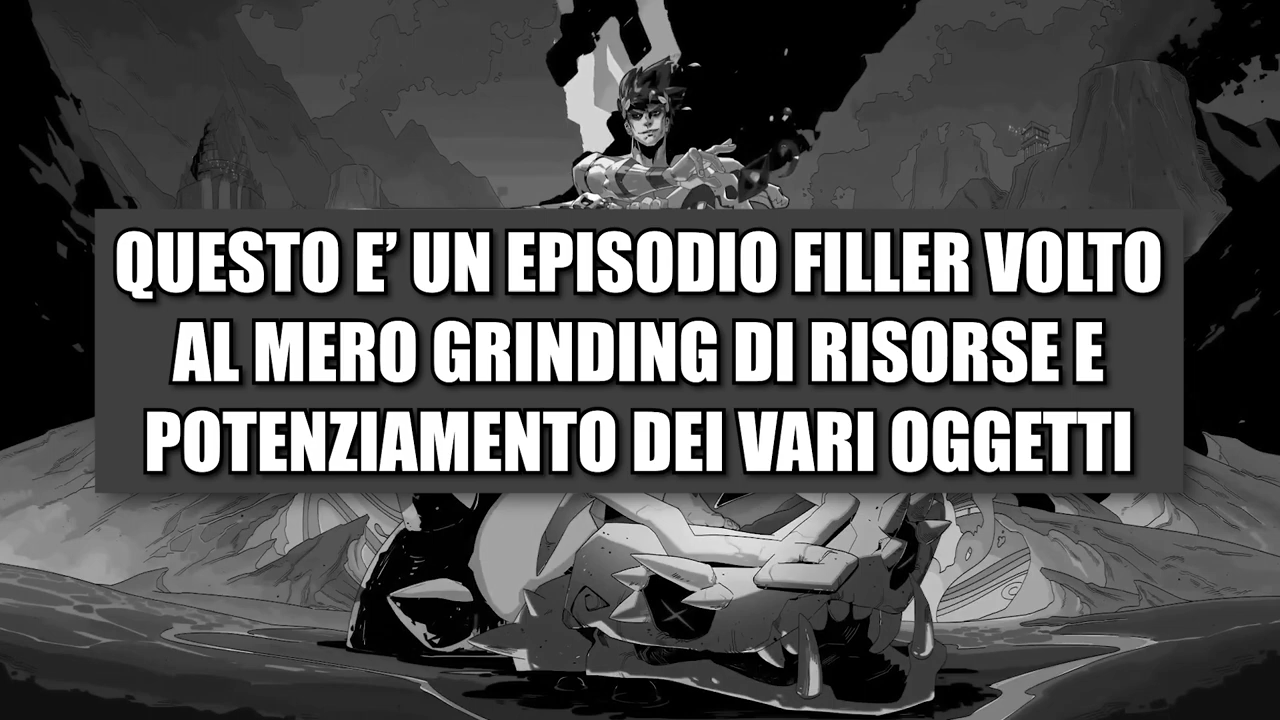 QUESTO E’ UN EPISODIO FILLER VOLTO
AL MERO GRINDING DI RISORSE E
POTENZIAMENTO DEI VARI OGGETTI